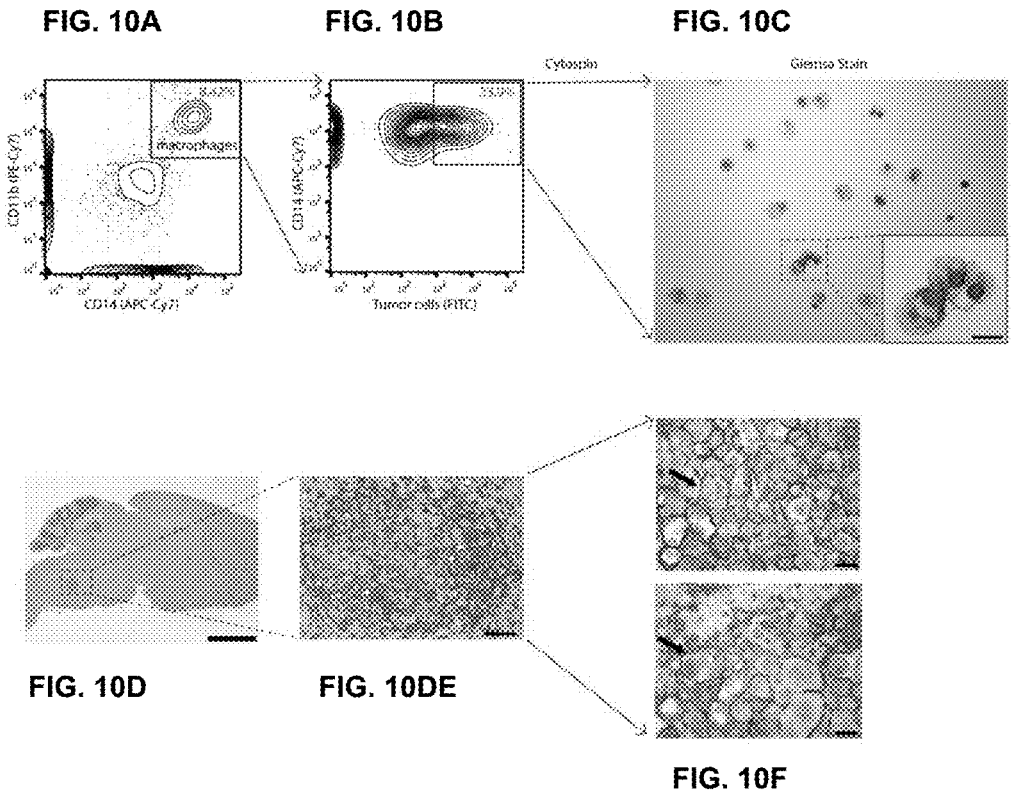 FIG. 10A
FIG. 10B
FIG. 10C
Cytospin
Giemsa Stain
macrophages
CD11b (PE-Cy7)
CD14 (APC-Cy7)
CD14 (APC-Cy7)
Tumor cells (FITC)
FIG. 10D
FIG. 10DE
FIG. 10F